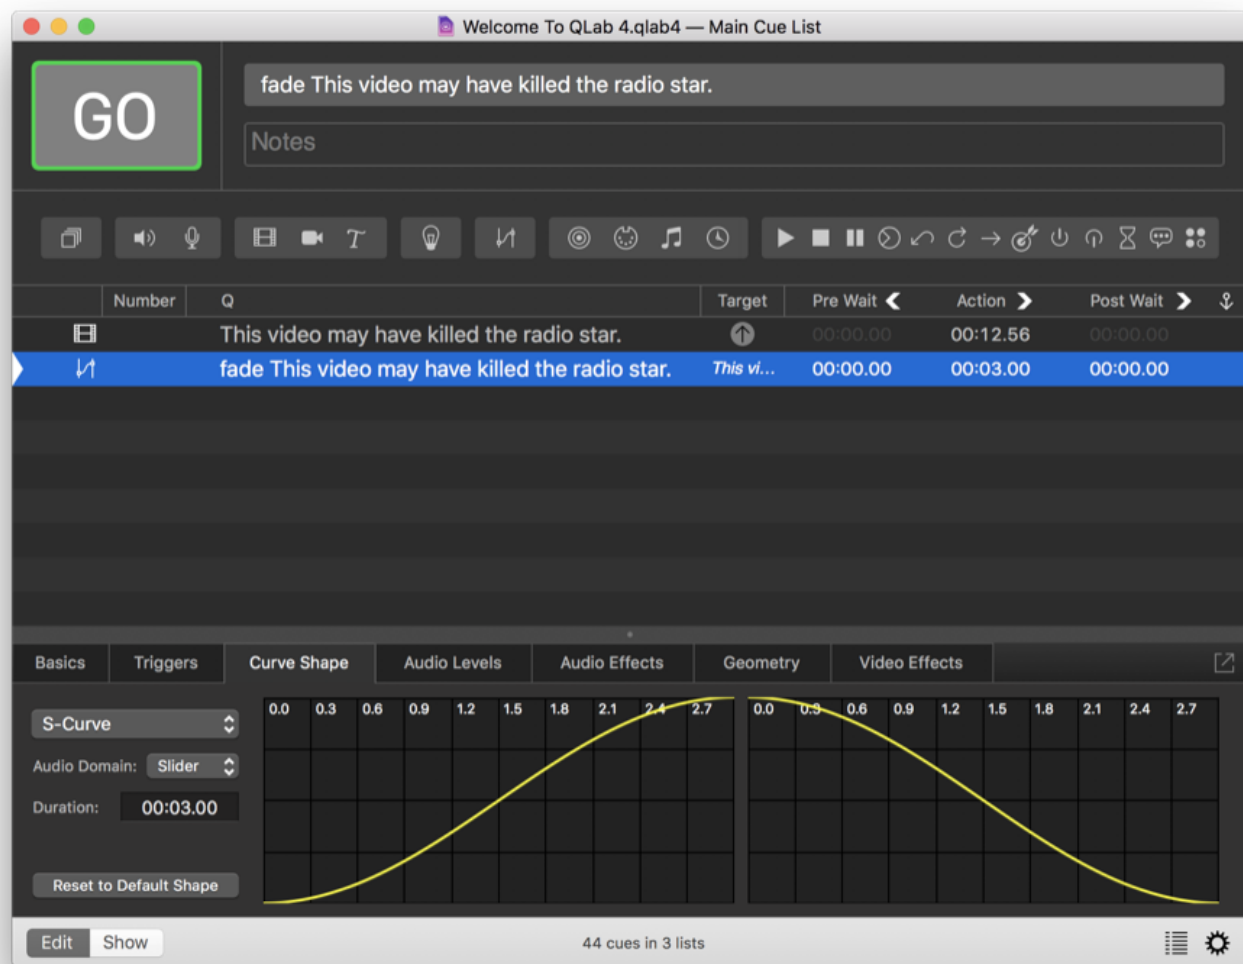 Welcome To QLab 4.qlab4 — Main Cue List
GO
fade This video may have killed the radio star.
Notes
Number Q Target Pre Wait Action Post Wait
This video may have killed the radio star. 00:00.00 00:12.56 00:00.00
fade This video may have killed the radio star. This vi... 00:00.00 00:03.00 00:00.00
Basics Triggers Curve Shape Audio Levels Audio Effects Geometry Video Effects
0.0 0.3 0.6 0.9 1.2 1.5 1.8 2.1 2.4 2.7 0.0 0.3 0.6 0.9 1.2 1.5 1.8 2.1 2.4 2.7
S-Curve
Audio Domain: Slider
Duration: 00:03.00
Reset to Default Shape
Edit Show 44 cues in 3 lists